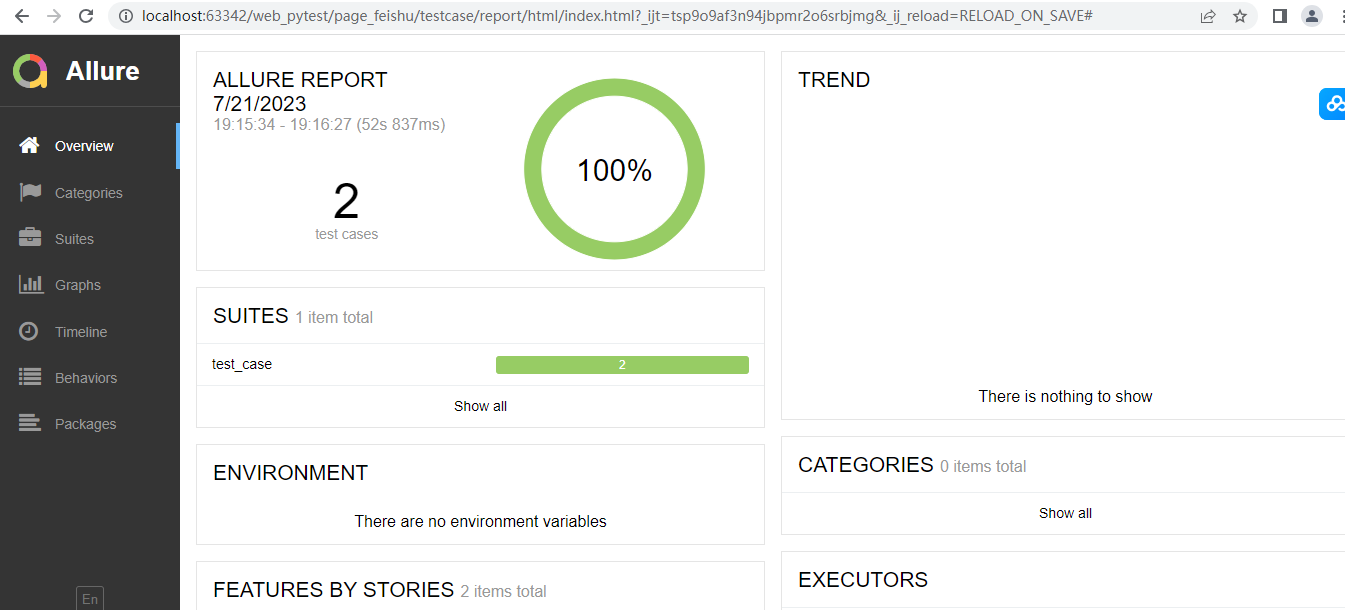 localhost:63342/web_pytest/page_feishu/testcase/report/html/index.html?_ijt=tsp9o9af3n94jbpmr2o6srbjmg&_ij_reload=RELOAD_ON_SAVE#
Allure
Overview
Categories
Suites
Graphs
Timeline
Behaviors
Packages
En
ALLURE REPORT
7/21/2023
19:15:34 - 19:16:27 (52s 837ms)
2
test cases
100%
SUITES 1 item total
test_case 2
Show all
ENVIRONMENT
There are no environment variables
FEATURES BY STORIES 2 items total
TREND
There is nothing to show
CATEGORIES 0 items total
Show all
EXECUTORS